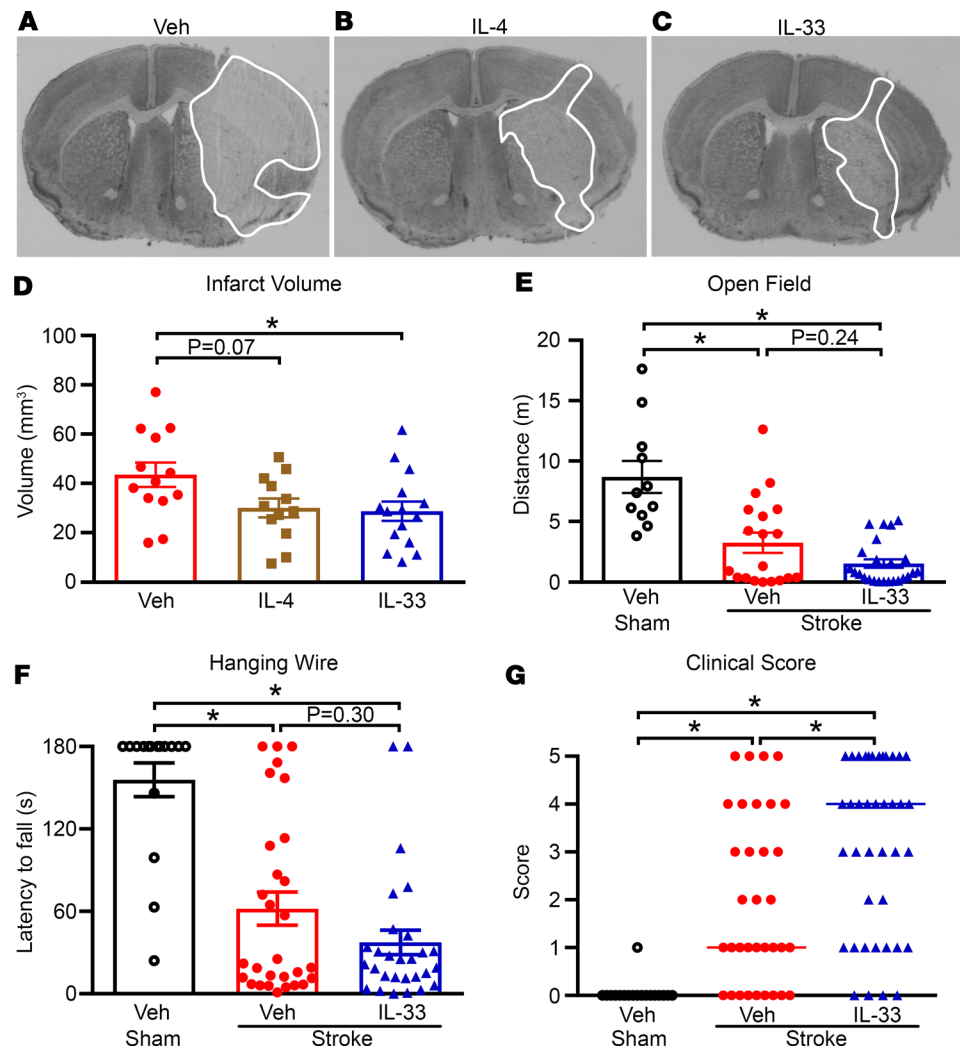 A Veh B IL-4 C IL-33
D Infarct Volume
*
P=0.07
100
80
60
40
20
0
Volume (mm³)
Veh IL-4 IL-33
E Open Field
*
* P=0.24
20
15
10
5
0
Distance (m)
Veh Veh IL-33
Sham Stroke
F Hanging Wire
*
* P=0.30
180
120
60
0
Latency to fall (s)
Veh Veh IL-33
Sham Stroke
G Clinical Score
*
* *
5
4
3
2
1
0
Score
Veh Veh IL-33
Sham Stroke